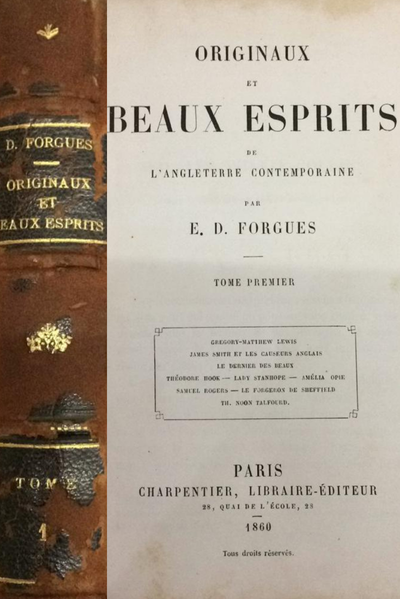 D. FORGUES
ORIGINAUX
ET
BEAUX ESPRITS
TOME
1
ORIGINAUX
ET
BEAUX ESPRITS
DE
L'ANGLETERRE CONTEMPORAINE
PAR
E. D. FORGUES
TOME PREMIER
GREGORY-MATTHEW LEWIS
JAMES SMITH ET LES CAUSEURS ANGLAIS
LE DERNIER DES BEAUX
THÉODORE HOOK — LADY STANHOPE — AMÉLIA OPIE
SAMUEL ROGERS — LE FORGERON DE SHEFFIELD
TH. NOON TALFOURD.
PARIS
CHARPENTIER, LIBRAIRE-ÉDITEUR
28, QUAI DE L'ÉCOLE, 28
1860
Tous droits réservés.